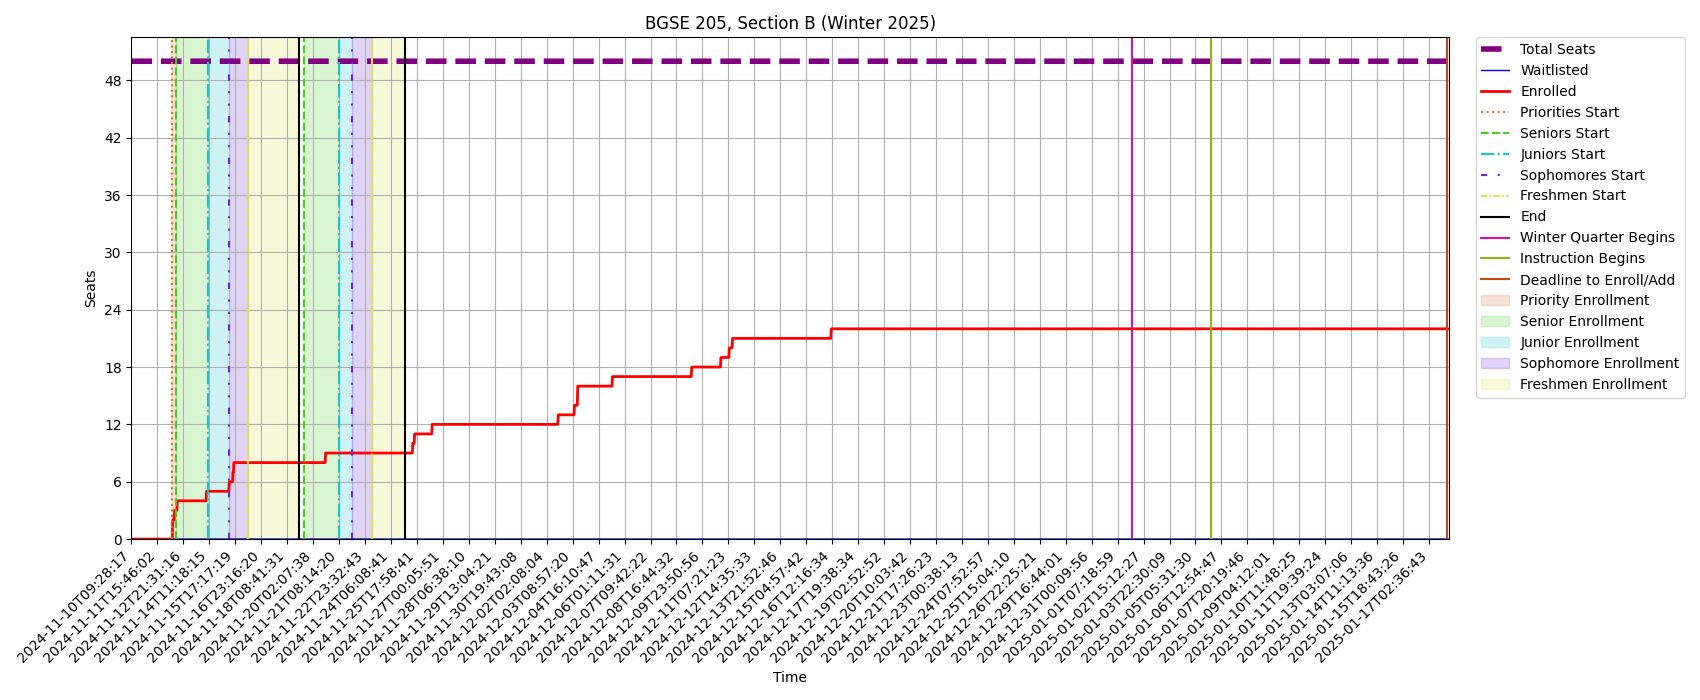 BGSE 205, Section B (Winter 2025)
Seats
48
42
36
30
24
18
12
6
0
2024-11-10T09:28:17
2024-11-11T15:46:02
2024-11-12T21:31:16
2024-11-14T11:18:15
2024-11-15T17:17:19
2024-11-16T23:16:20
2024-11-18T08:41:31
2024-11-20T02:07:38
2024-11-21T08:14:20
2024-11-22T23:32:43
2024-11-24T06:08:41
2024-11-25T17:58:41
2024-11-27T00:05:51
2024-11-28T06:38:10
2024-11-29T13:04:21
2024-11-30T19:43:08
2024-12-02T02:08:04
2024-12-03T08:57:20
2024-12-04T16:10:47
2024-12-06T01:11:31
2024-12-07T09:42:22
2024-12-08T16:44:32
2024-12-09T23:50:56
2024-12-11T07:21:23
2024-12-12T14:35:33
2024-12-13T21:52:46
2024-12-15T04:57:42
2024-12-16T12:16:34
2024-12-17T19:38:34
2024-12-19T02:52:52
2024-12-20T10:03:42
2024-12-21T17:26:23
2024-12-23T00:38:13
2024-12-24T07:52:57
2024-12-25T15:04:10
2024-12-26T22:25:21
2024-12-29T16:44:01
2024-12-31T00:09:56
2025-01-01T07:18:59
2025-01-02T15:12:27
2025-01-03T22:30:09
2025-01-05T05:31:30
2025-01-06T12:54:47
2025-01-07T20:19:46
2025-01-09T04:12:01
2025-01-10T11:48:25
2025-01-11T19:39:24
2025-01-13T03:07:06
2025-01-14T11:13:36
2025-01-15T18:43:26
2025-01-17T02:36:43
Time
Total Seats
Waitlisted
Enrolled
Priorities Start
Seniors Start
Juniors Start
Sophomores Start
Freshmen Start
End
Winter Quarter Begins
Instruction Begins
Deadline to Enroll/Add
Priority Enrollment
Senior Enrollment
Junior Enrollment
Sophomore Enrollment
Freshmen Enrollment